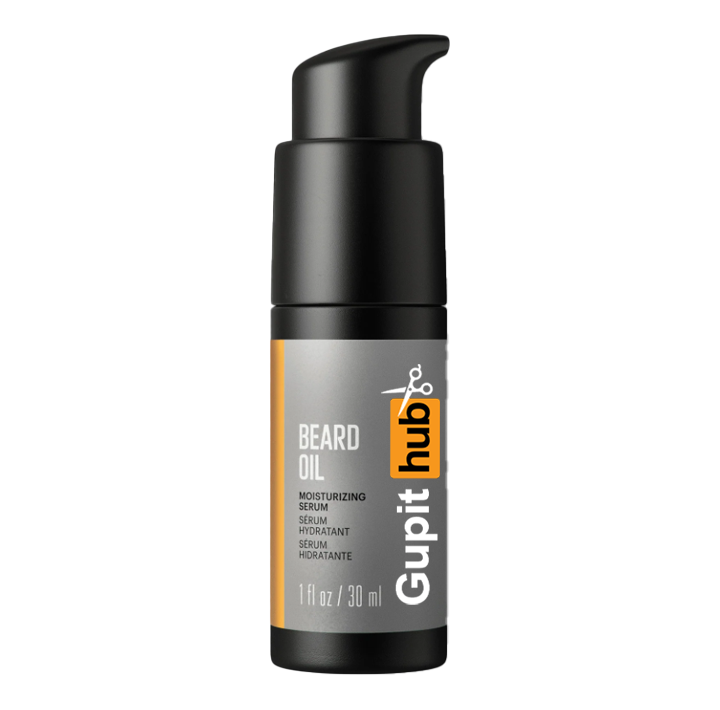 BEARD
OIL
MOISTURIZING
SERUM
SÉRUM
HYDRATANT
SÉRUM
HIDRATANTE
1 fl oz / 30 ml
Gupit hub